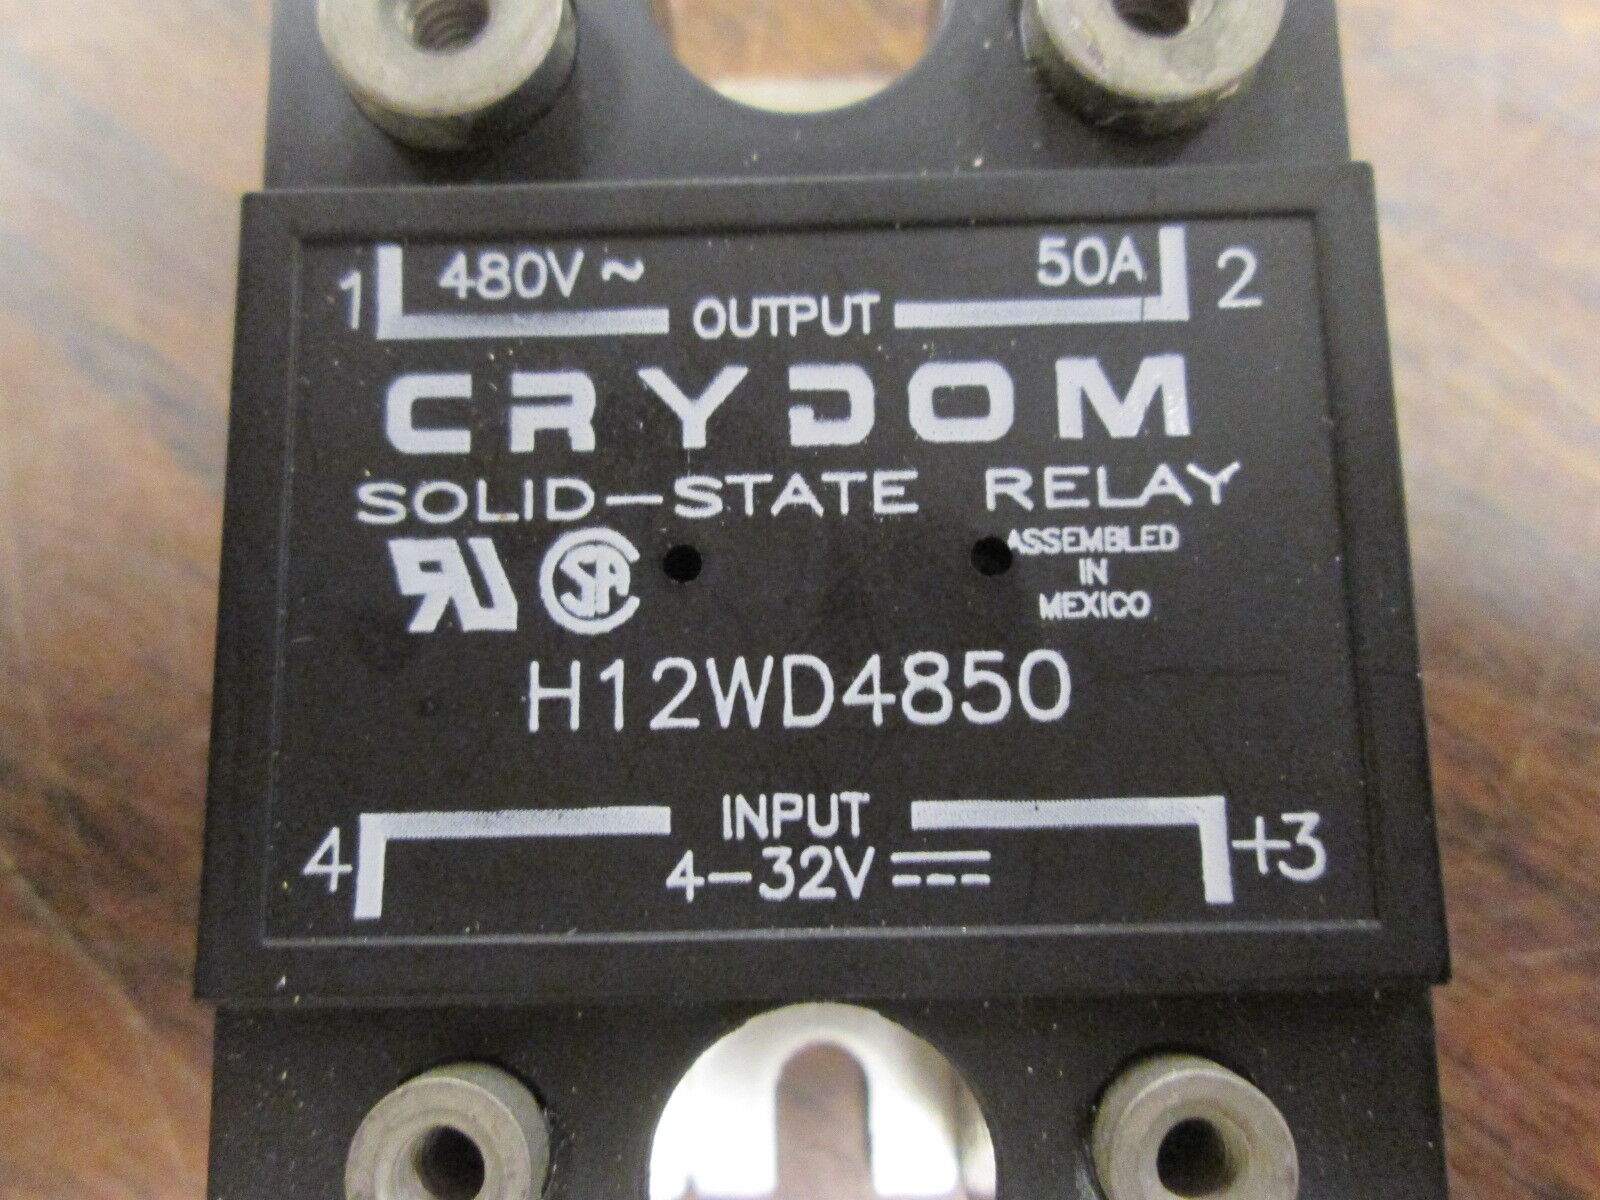 1 480V ~ 50A 2
OUTPUT
CRYDOM
SOLID-STATE RELAY
ASSEMBLED
IN
MEXICO
H12WD4850
INPUT
4 4-32V ⎓ +3